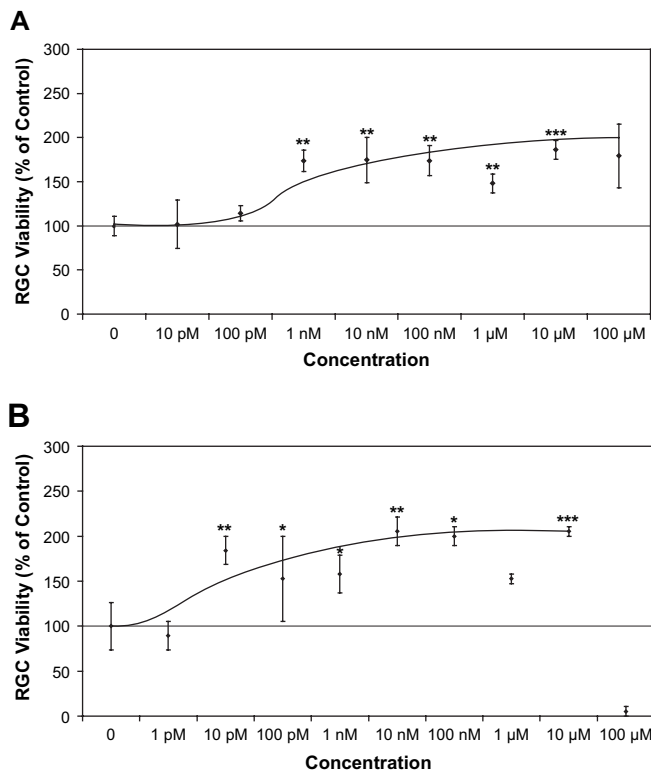 A
RGC Viability (% of Control)
300
250
200
150
100
50
0
** ** ** ** ***
0 10 pM 100 pM 1 nM 10 nM 100 nM 1 µM 10 µM 100 µM
Concentration
B
RGC Viability (% of Control)
300
250
200
150
100
50
0
** * * ** * ***
0 1 pM 10 pM 100 pM 1 nM 10 nM 100 nM 1 µM 10 µM 100 µM
Concentration